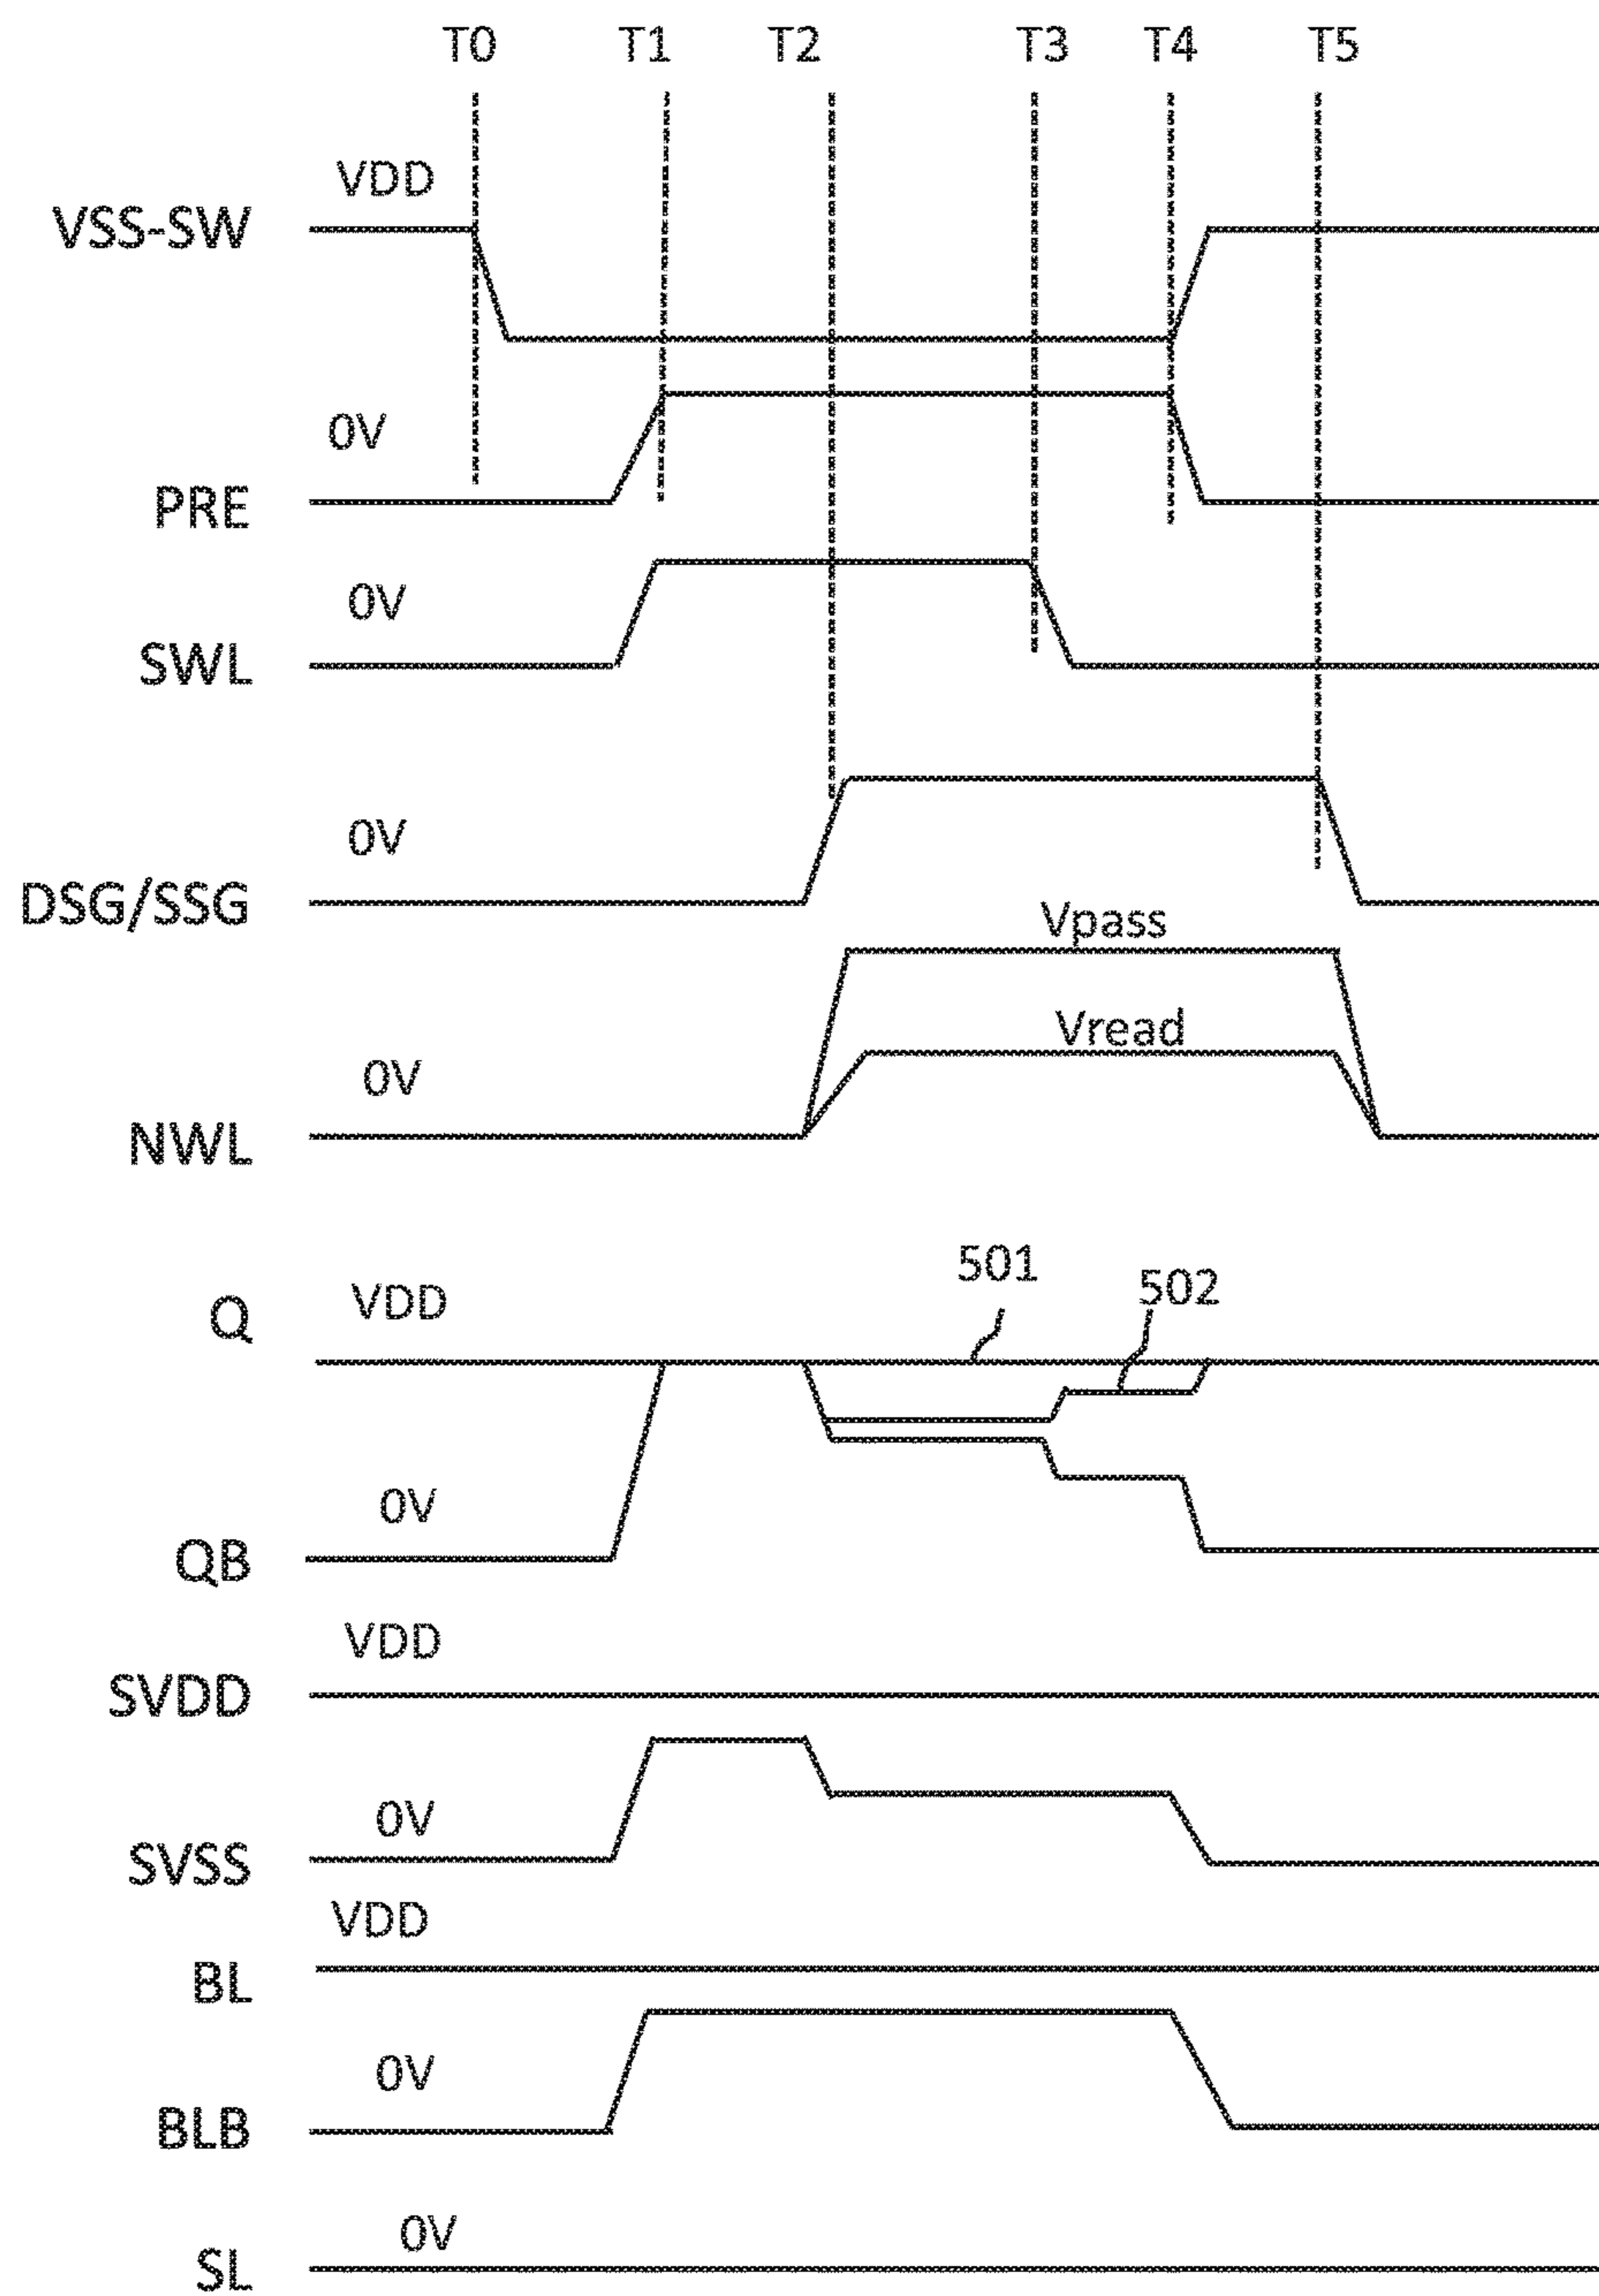 T0 T1 T2 T3 T4 T5
VDD
VSS-SW
0V
PRE
0V
SWL
0V
DSG/SSG
Vpass
Vread
0V
NWL
501
502
VDD
Q
0V
QB
VDD
SVDD
0V
SVSS
VDD
BL
0V
BLB
0V
SL